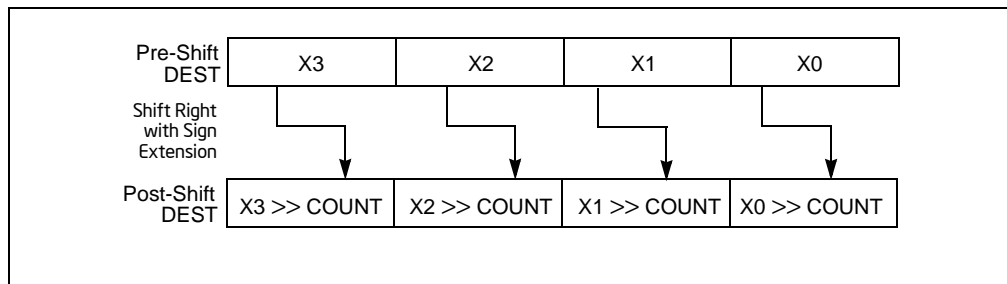 Pre-Shift
DEST
X3
X2
X1
X0
Shift Right
with Sign
Extension
Post-Shift
DEST
X3 >> COUNT
X2 >> COUNT
X1 >> COUNT
X0 >> COUNT